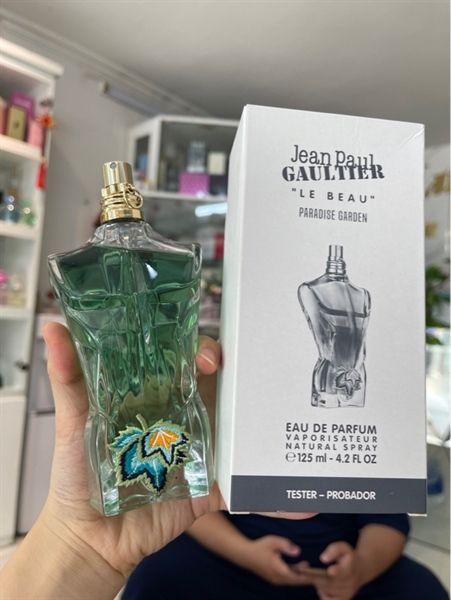 Jean Paul
GAULTIER
"LE BEAU"
PARADISE GARDEN
EAU DE PARFUM
VAPORISATEUR
NATURAL SPRAY
℮125 ml - 4.2 FL OZ
TESTER – PROBADOR